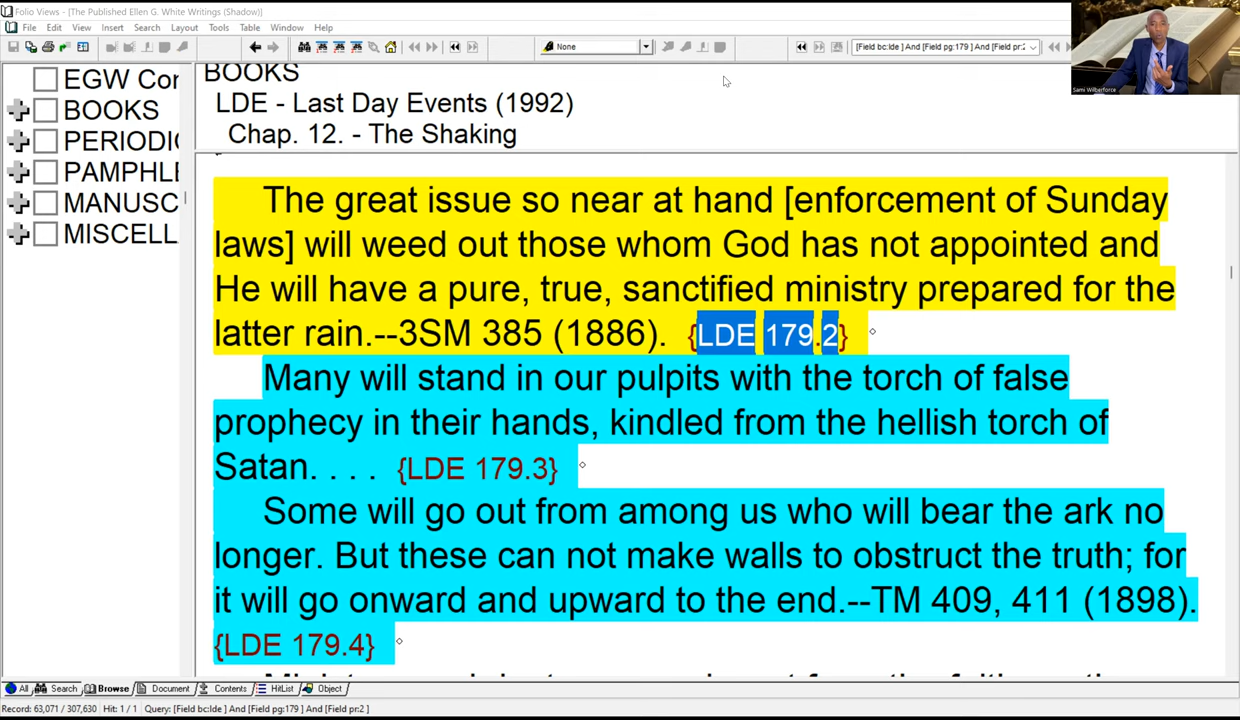 Folio Views - [The Published Ellen G. White Writings (Shadow)]
File Edit View Insert Search Layout Tools Table Window Help
None
[Field bc:lde ] And [Field pg:179 ] And [Field pr:2
Sami Wilberforce
EGW Cor
BOOKS
PERIODI
PAMPHLE
MANUSC
MISCELL
BOOKS
LDE - Last Day Events (1992)
Chap. 12. - The Shaking
The great issue so near at hand [enforcement of Sunday
laws] will weed out those whom God has not appointed and
He will have a pure, true, sanctified ministry prepared for the
latter rain.--3SM 385 (1886). {LDE 179.2}
Many will stand in our pulpits with the torch of false
prophecy in their hands, kindled from the hellish torch of
Satan. . . . {LDE 179.3}
Some will go out from among us who will bear the ark no
longer. But these can not make walls to obstruct the truth; for
it will go onward and upward to the end.--TM 409, 411 (1898).
{LDE 179.4}
All Search Browse Document Contents HitList Object
Record: 63,071 / 307,630 Hit: 1 / 1 Query: [Field bc:lde ] And [Field pg:179 ] And [Field pr:2 ]